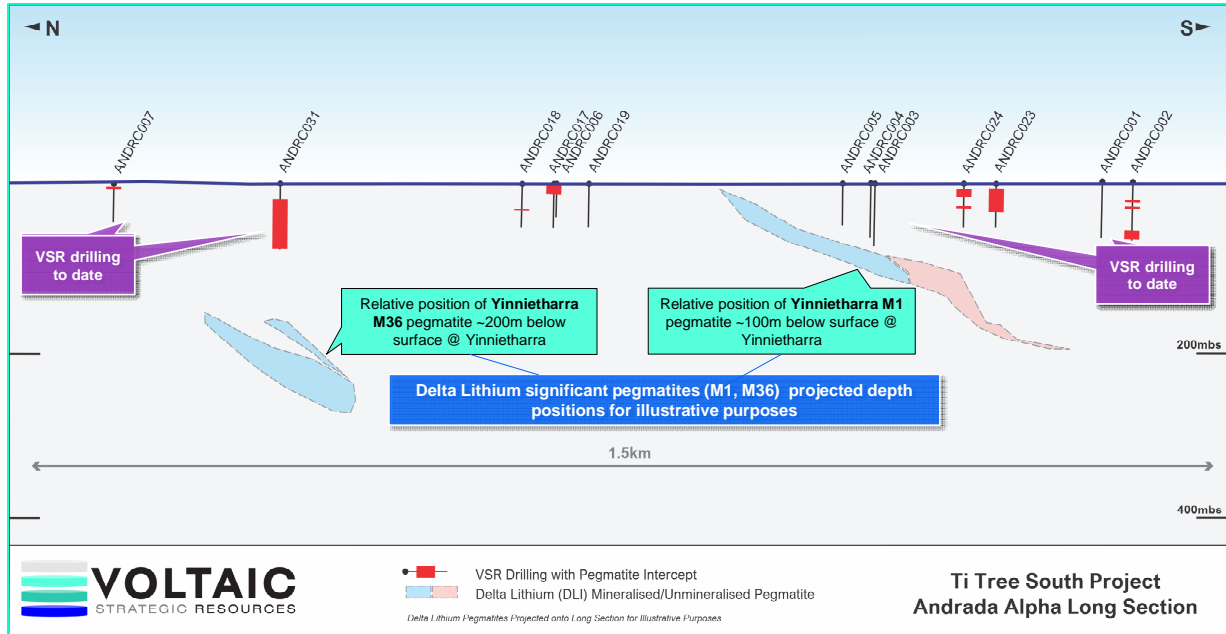 N
S
ANDRC007
ANDRC031
ANDRC018
ANDRC017
ANDRC006
ANDRC019
ANDRC005
ANDRC004
ANDRC003
ANDRC024
ANDRC023
ANDRC001
ANDRC002
VSR drilling
to date
VSR drilling
to date
Relative position of Yinnietharra
M36 pegmatite ~200m below
surface @ Yinnietharra
Relative position of Yinnietharra M1
pegmatite ~100m below surface @
Yinnietharra
200mbs
Delta Lithium significant pegmatites (M1, M36) projected depth
positions for illustrative purposes
1.5km
400mbs
VOLTAIC
STRATEGIC RESOURCES
VSR Drilling with Pegmatite Intercept
Delta Lithium (DLI) Mineralised/Unmineralised Pegmatite
Delta Lithium Pegmatites Projected onto Long Section for Illustrative Purposes
Ti Tree South Project
Andrada Alpha Long Section